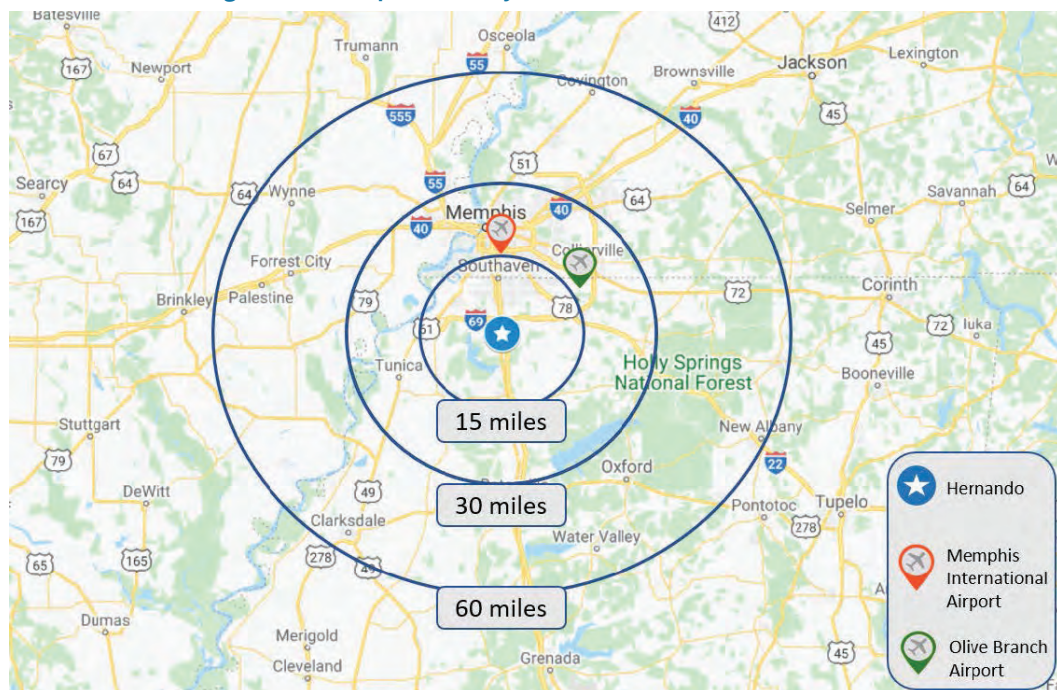 Batesville
Osceola
412
Trumann
55
Lexington
167
Newport
Covington
Brownsville
Jackson
45
555
40
67
51
Searcy
64
64
Wynne
55
Savannah
64
167
40
Memphis
40
64
Selmer
Forrest City
Collierville
Southaven
Brinkley
Palestine
79
78
72
Corinth
69
61
72
Iuka
45
Tunica
Holly Springs
National Forest
Booneville
15 miles
Stuttgart
New Albany
79
22
Oxford
DeWitt
49
30 miles
Pontotoc
Tupelo
Clarksdale
278
Water Valley
278
65
165
49
60 miles
Dumas
Merigold
45
Cleveland
Grenada
Hernando
Memphis
International
Airport
Olive Branch
Airport